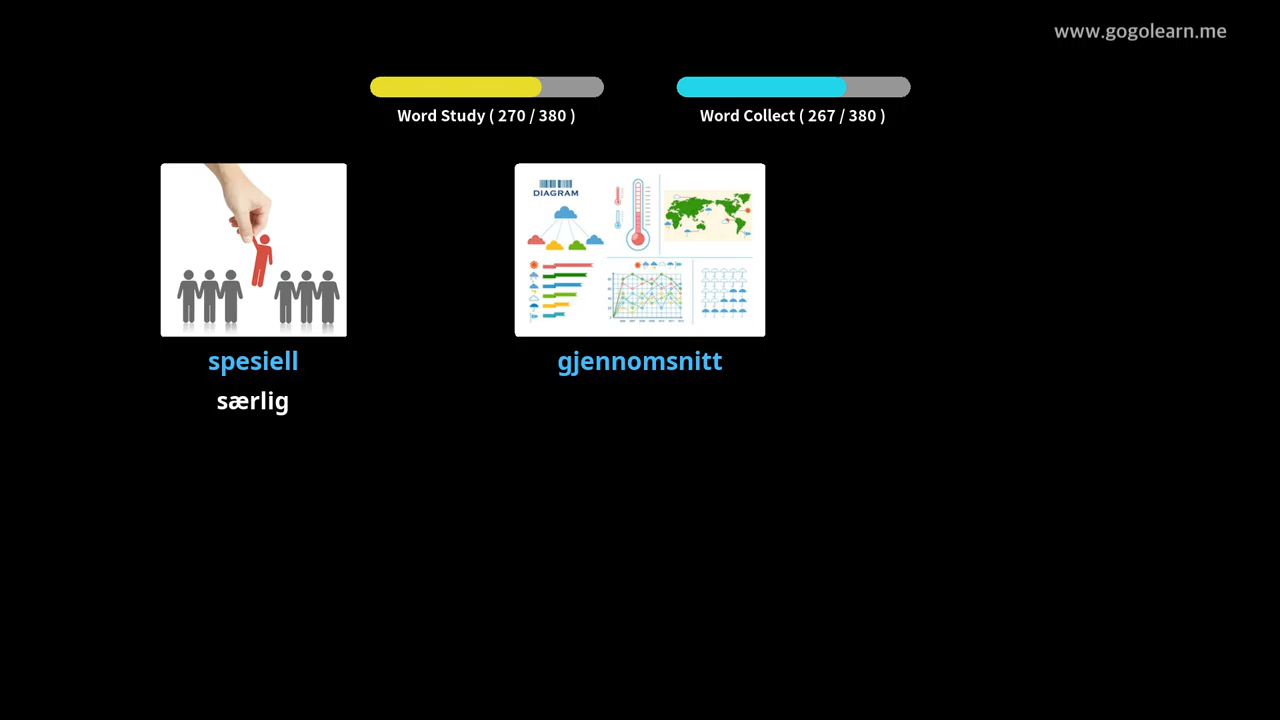 www.gogolearn.me
Word Study ( 270 / 380 )
Word Collect ( 267 / 380 )
DIAGRAM
spesiell
gjennomsnitt
særlig